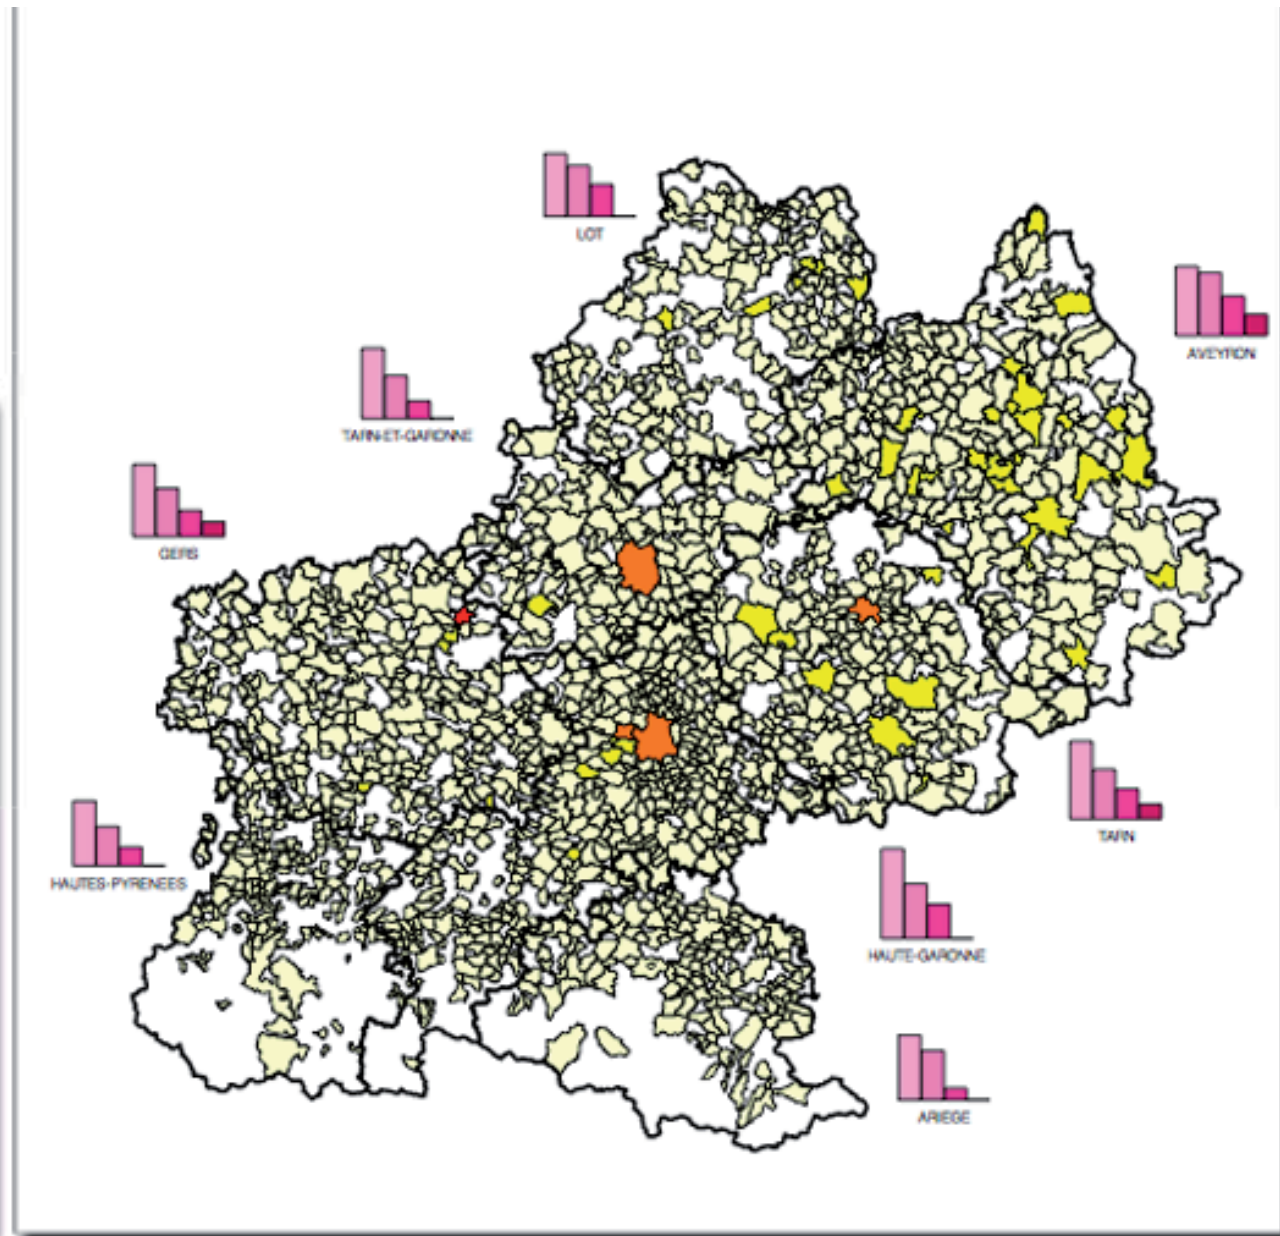 LOT
AVEYRON
TARN-ET-GARONNE
GERS
TARN
HAUTES-PYRENEES
HAUTE-GARONNE
ARIEGE